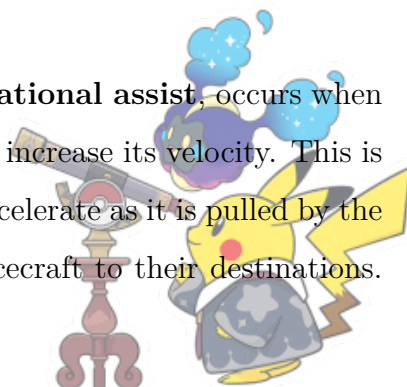 ational assist, occurs when
increase its velocity. This is
celerate as it is pulled by the
cecraft to their destinations.